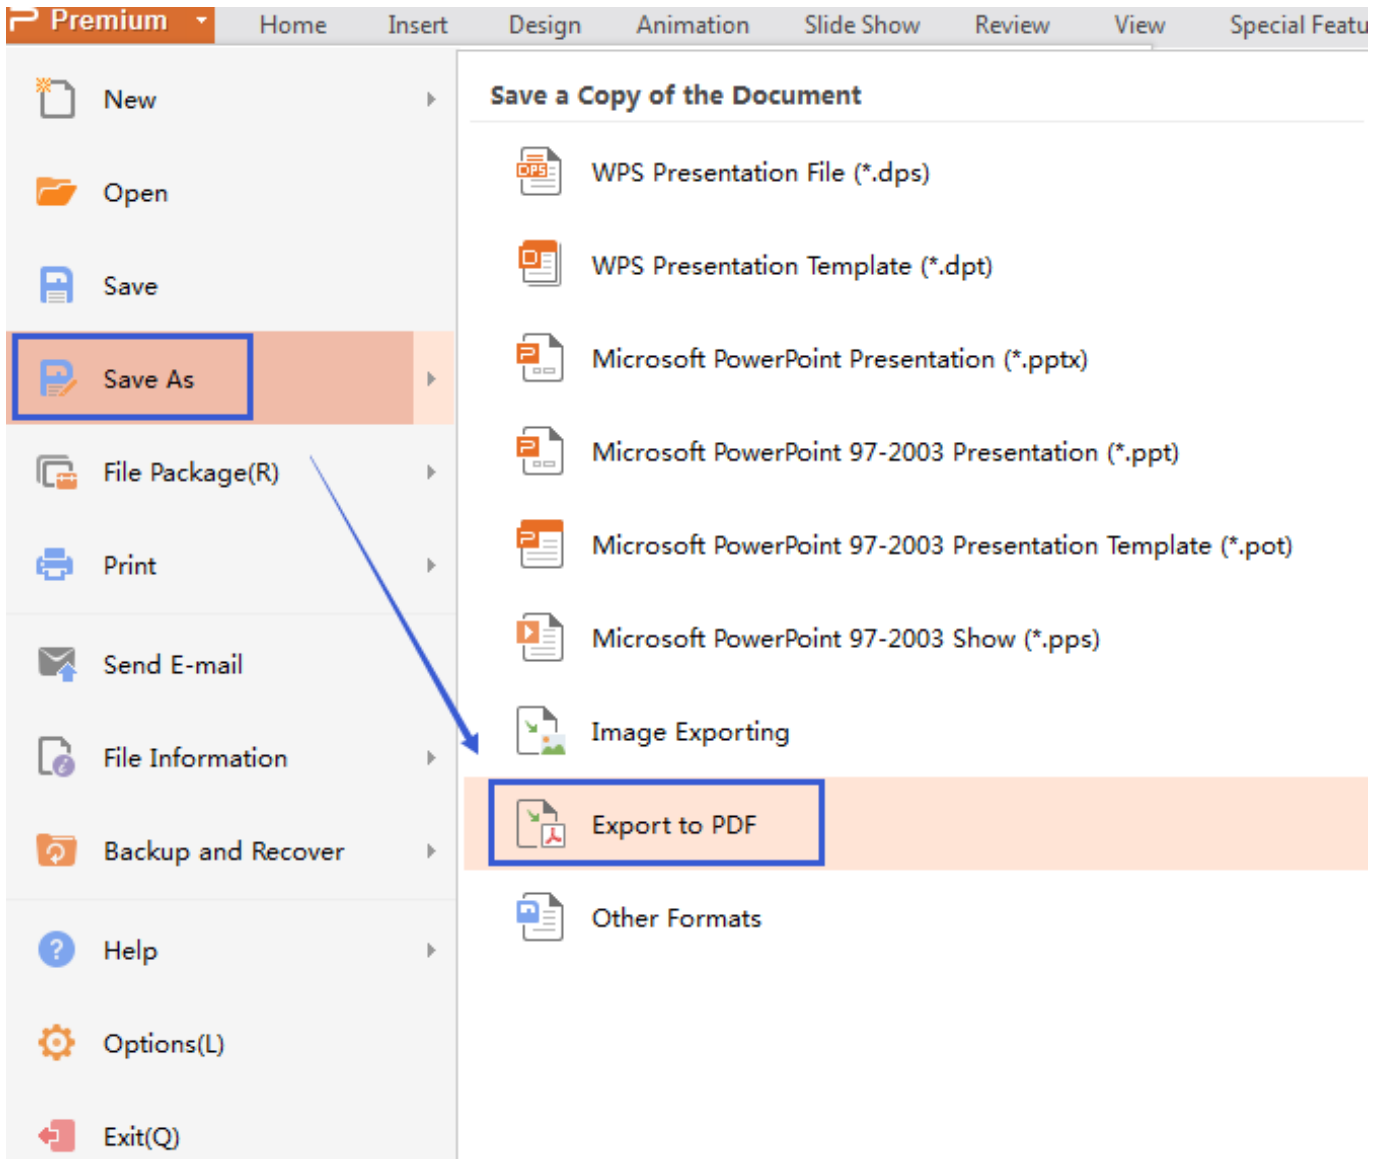 Premium Home Insert Design Animation Slide Show Review View Special Featu
New
Open
Save
Save As
File Package(R)
Print
Send E-mail
File Information
Backup and Recover
Help
Options(L)
Exit(Q)
Save a Copy of the Document
DPS WPS Presentation File (*.dps)
WPS Presentation Template (*.dpt)
Microsoft PowerPoint Presentation (*.pptx)
Microsoft PowerPoint 97-2003 Presentation (*.ppt)
Microsoft PowerPoint 97-2003 Presentation Template (*.pot)
Microsoft PowerPoint 97-2003 Show (*.pps)
Image Exporting
Export to PDF
Other Formats